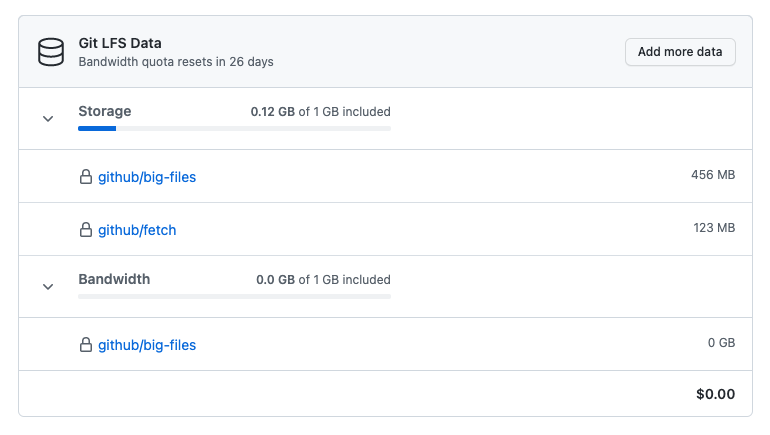 Git LFS Data
Bandwidth quota resets in 26 days
Add more data
Storage
0.12 GB of 1 GB included
github/big-files
456 MB
github/fetch
123 MB
Bandwidth
0.0 GB of 1 GB included
github/big-files
0 GB
$0.00